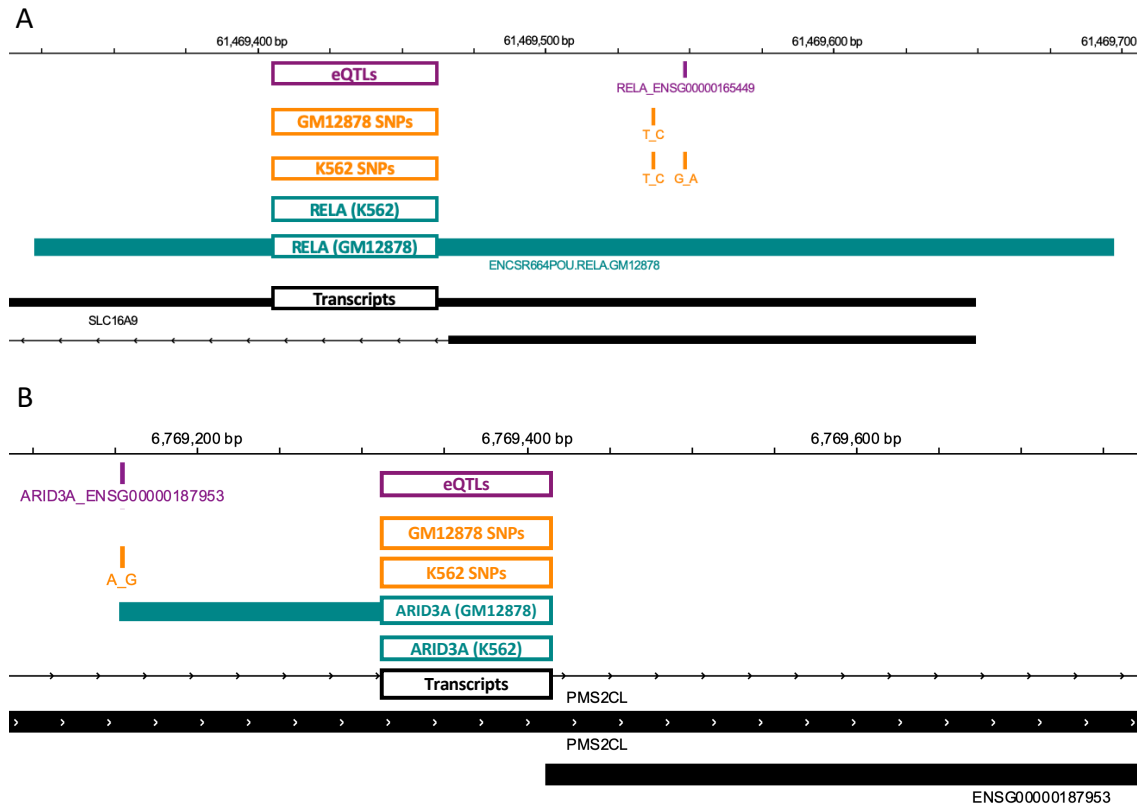 A
61,469,400 bp 61,469,500 bp 61,469,600 bp 61,469,700
eQTLs
RELA_ENSG00000165449
GM12878 SNPs
T_C
K562 SNPs
T_C G_A
RELA (K562)
RELA (GM12878)
ENCSR664POU.RELA.GM12878
Transcripts
SLC16A9
B
6,769,200 bp 6,769,400 bp 6,769,600 bp
eQTLs
ARID3A_ENSG00000187953
GM12878 SNPs
K562 SNPs
A_G
ARID3A (GM12878)
ARID3A (K562)
Transcripts
PMS2CL
PMS2CL
ENSG00000187953